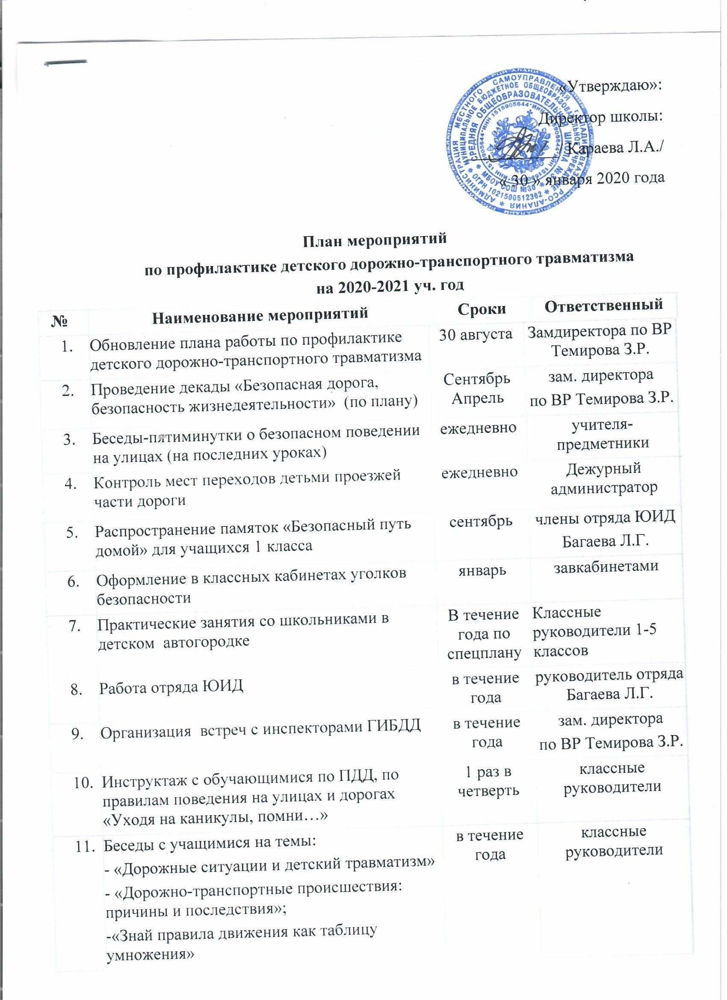 «Утверждаю»:
Директор школы:
/ Караева Л.А./
« 30 » января 2020 года
МЕСТНОГО САМОУПРАВЛЕНИЯ
МУНИЦИПАЛЬНОЕ БЮДЖЕТНОЕ ОБЩЕОБРАЗОВАТЕЛЬНОЕ УЧРЕЖДЕНИЕ
СРЕДНЯЯ ОБЩЕОБРАЗОВАТЕЛЬНАЯ ШКОЛА
МБОУ СОШ №30
ОГРН 1021500512362
ИНН 1515905644
РСО-АЛАНИЯ
План мероприятий
по профилактике детского дорожно-транспортного травматизма
на 2020-2021 уч. год
№ Наименование мероприятий Сроки Ответственный
1. Обновление плана работы по профилактике 30 августа Замдиректора по ВР
детского дорожно-транспортного травматизма Темирова З.Р.
2. Проведение декады «Безопасная дорога, Сентябрь зам. директора
безопасность жизнедеятельности» (по плану) Апрель по ВР Темирова З.Р.
3. Беседы-пятиминутки о безопасном поведении ежедневно учителя-
на улицах (на последних уроках) предметники
4. Контроль мест переходов детьми проезжей ежедневно Дежурный
части дороги администратор
5. Распространение памяток «Безопасный путь сентябрь члены отряда ЮИД
домой» для учащихся 1 класса Багаева Л.Г.
6. Оформление в классных кабинетах уголков январь завкабинетами
безопасности
7. Практические занятия со школьниками в В течение Классные
детском автогородке года по руководители 1-5
спецплану классов
8. Работа отряда ЮИД в течение руководитель отряда
года Багаева Л.Г.
9. Организация встреч с инспекторами ГИБДД в течение зам. директора
года по ВР Темирова З.Р.
10. Инструктаж с обучающимися по ПДД, по 1 раз в классные
правилам поведения на улицах и дорогах четверть руководители
«Уходя на каникулы, помни…»
11. Беседы с учащимися на темы: в течение классные
- «Дорожные ситуации и детский травматизм» года руководители
- «Дорожно-транспортные происшествия:
причины и последствия»;
-«Знай правила движения как таблицу
умножения»